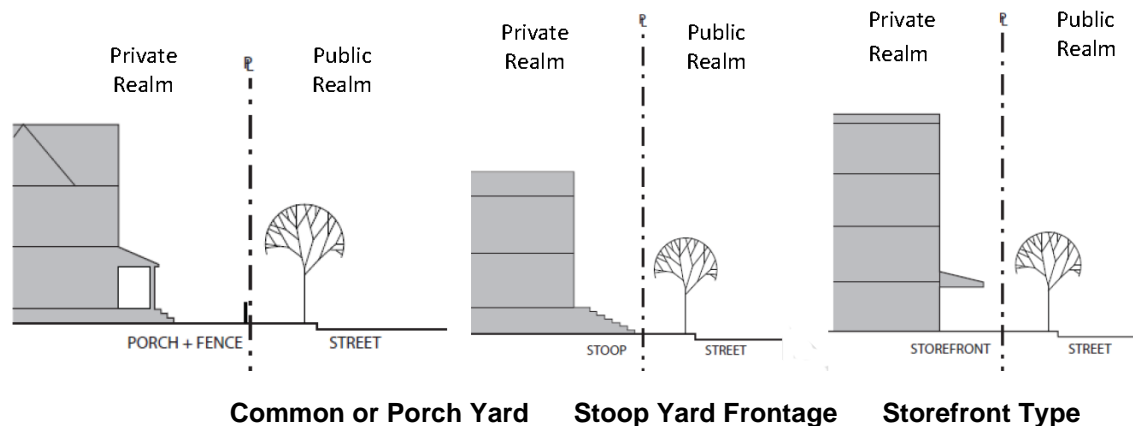 Private Realm
℄
Public Realm
PORCH + FENCE
STREET
Private Realm
℄
Public Realm
STOOP
STREET
Private Realm
℄
Public Realm
STOREFRONT
STREET
Common or Porch Yard
Stoop Yard Frontage
Storefront Type